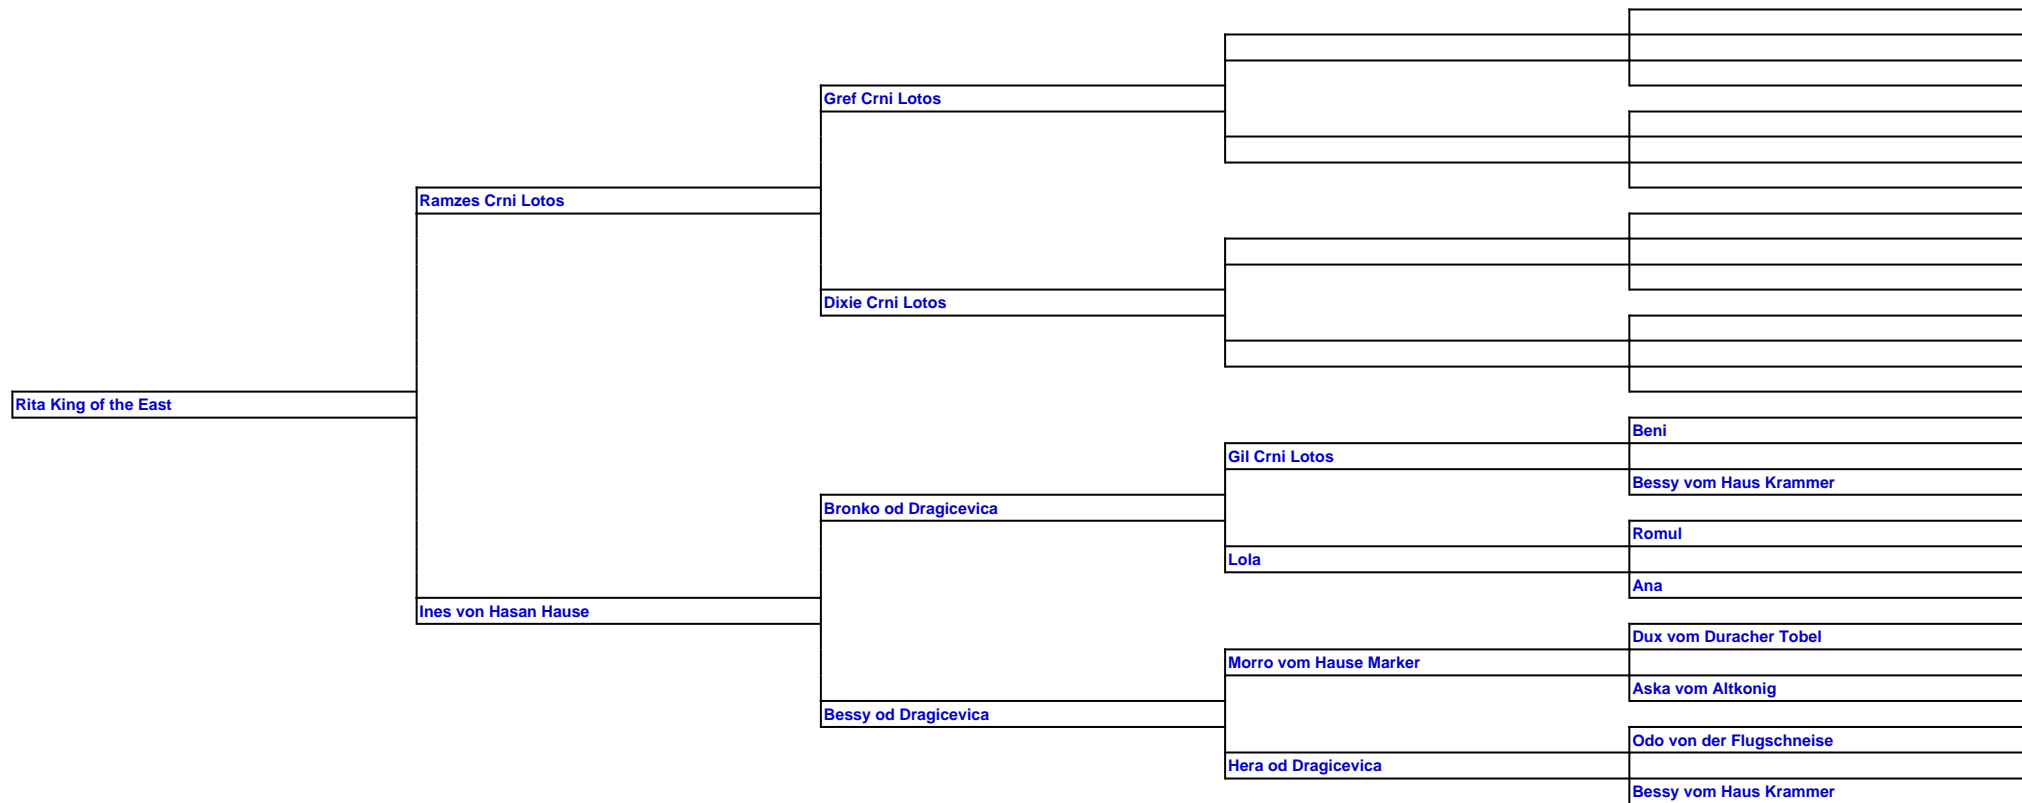 Gref Crni Lotos
Ramzes Crni Lotos
Dixie Crni Lotos
Rita King of the East
Beni
Gil Crni Lotos
Bessy vom Haus Krammer
Bronko od Dragicevica
Romul
Lola
Ana
Ines von Hasan Hause
Dux vom Duracher Tobel
Morro vom Hause Marker
Aska vom Altkonig
Bessy od Dragicevica
Odo von der Flugschneise
Hera od Dragicevica
Bessy vom Haus Krammer